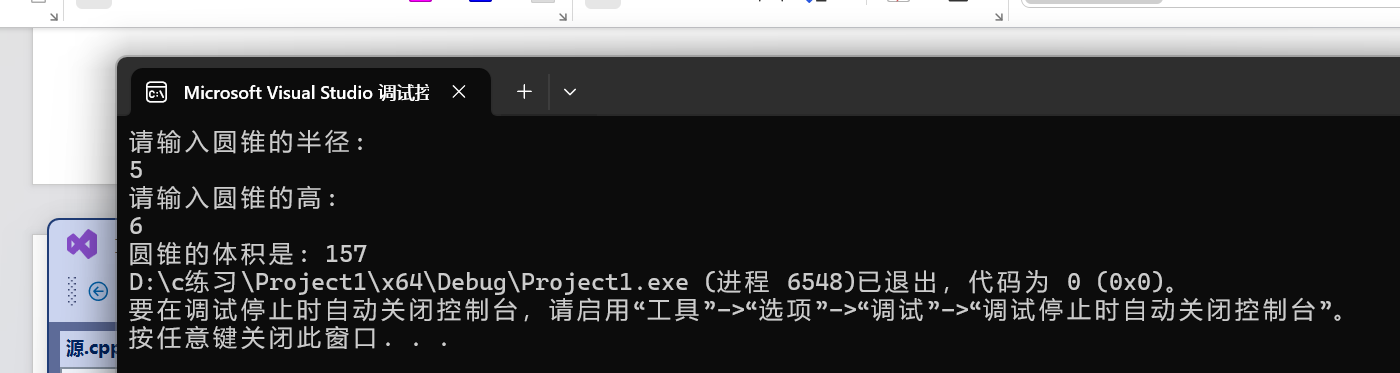 Microsoft Visual Studio 调试控
请输入圆锥的半径:
5
请输入圆锥的高:
6
圆锥的体积是: 157
D:\c练习\Project1\x64\Debug\Project1.exe (进程 6548)已退出，代码为 0 (0x0)。
要在调试停止时自动关闭控制台，请启用“工具”->“选项”->“调试”->“调试停止时自动关闭控制台”。
按任意键关闭此窗口. . .
源.cpp